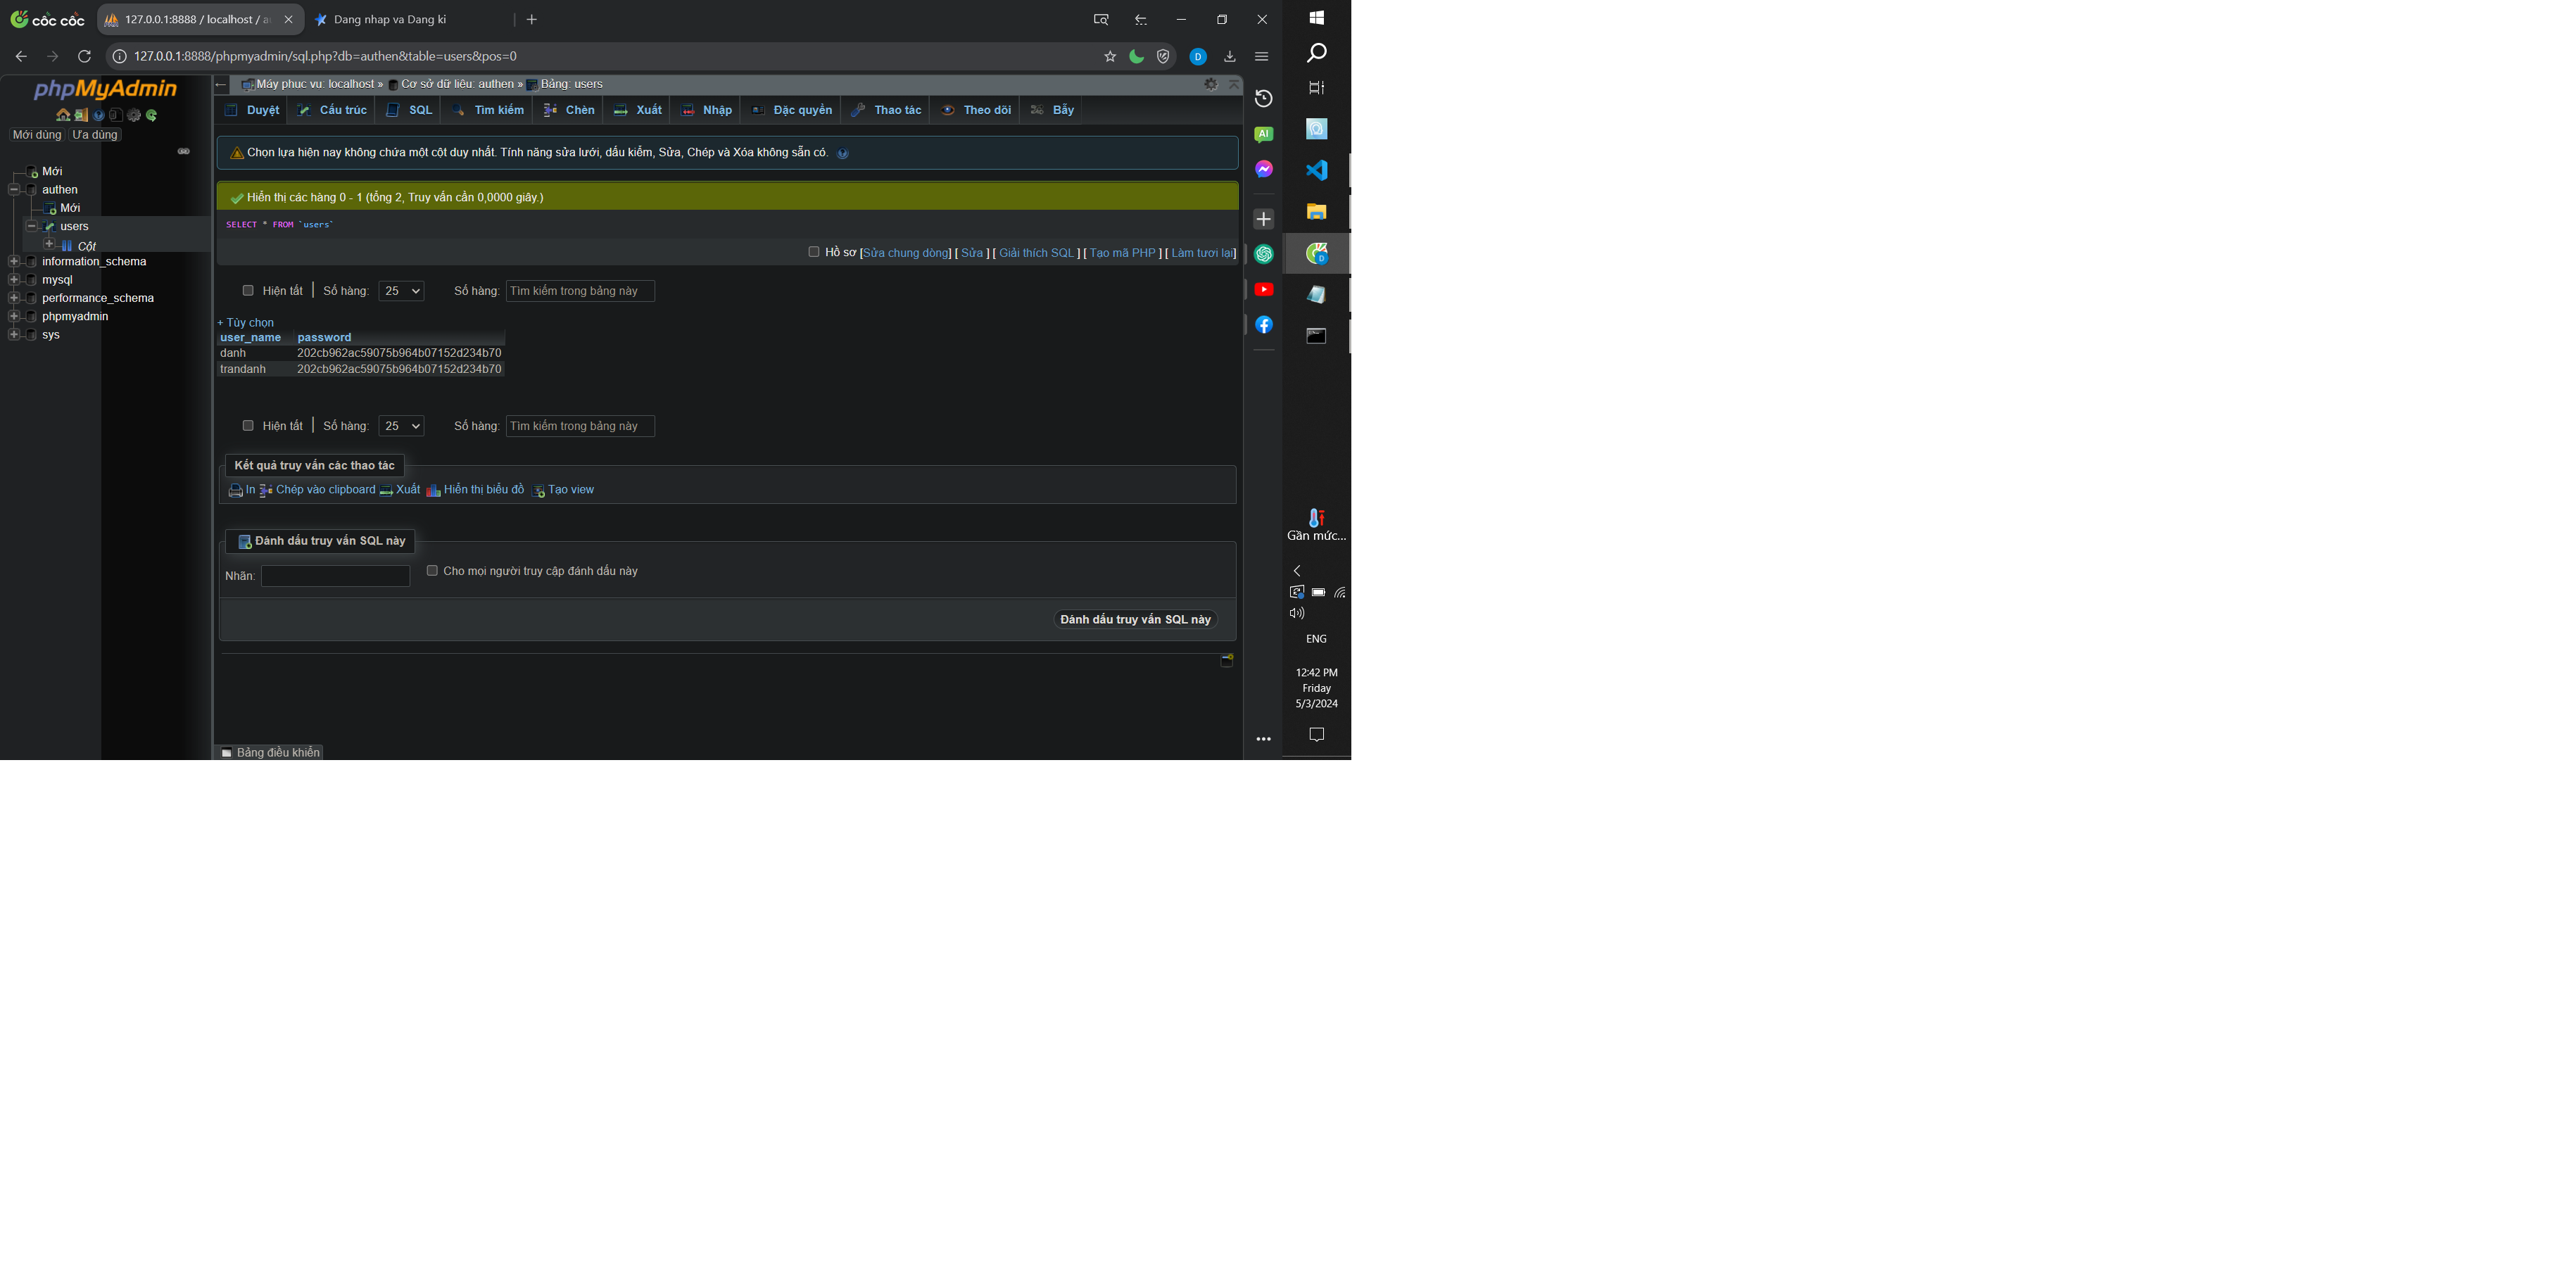 cốc cốc
127.0.0.1:8888 / localhost / a
Dang nhap va Dang ki
127.0.0.1:8888/phpmyadmin/sql.php?db=authen&table=users&pos=0
D
phpMyAdmin
Mới dùng
Ưa dùng
Mới
authen
Mới
users
Cột
information_schema
mysql
performance_schema
phpmyadmin
sys
Máy phục vụ: localhost » Cơ sở dữ liệu: authen » Bảng: users
Duyệt Cấu trúc SQL Tìm kiếm Chèn Xuất Nhập Đặc quyền Thao tác Theo dõi Bẫy
Chọn lựa hiện nay không chứa một cột duy nhất. Tính năng sửa lưới, dấu kiểm, Sửa, Chép và Xóa không sẵn có.
Hiển thị các hàng 0 - 1 (tổng 2, Truy vấn cần 0,0000 giây.)
SELECT * FROM `users`
Hồ sơ [Sửa chung dòng] [ Sửa ] [ Giải thích SQL ] [ Tạo mã PHP ] [ Làm tươi lại]
Hiện tất | Số hàng: 25 Số hàng: Tìm kiếm trong bảng này
+ Tùy chọn
user_name password
danh 202cb962ac59075b964b07152d234b70
trandanh 202cb962ac59075b964b07152d234b70
Hiện tất | Số hàng: 25 Số hàng: Tìm kiếm trong bảng này
Kết quả truy vấn các thao tác
In Chép vào clipboard Xuất Hiển thị biểu đồ Tạo view
Đánh dấu truy vấn SQL này
Nhãn:
Cho mọi người truy cập đánh dấu này
Đánh dấu truy vấn SQL này
Bảng điều khiển
AI
D
Gần mức...
ENG
12:42 PM
Friday
5/3/2024